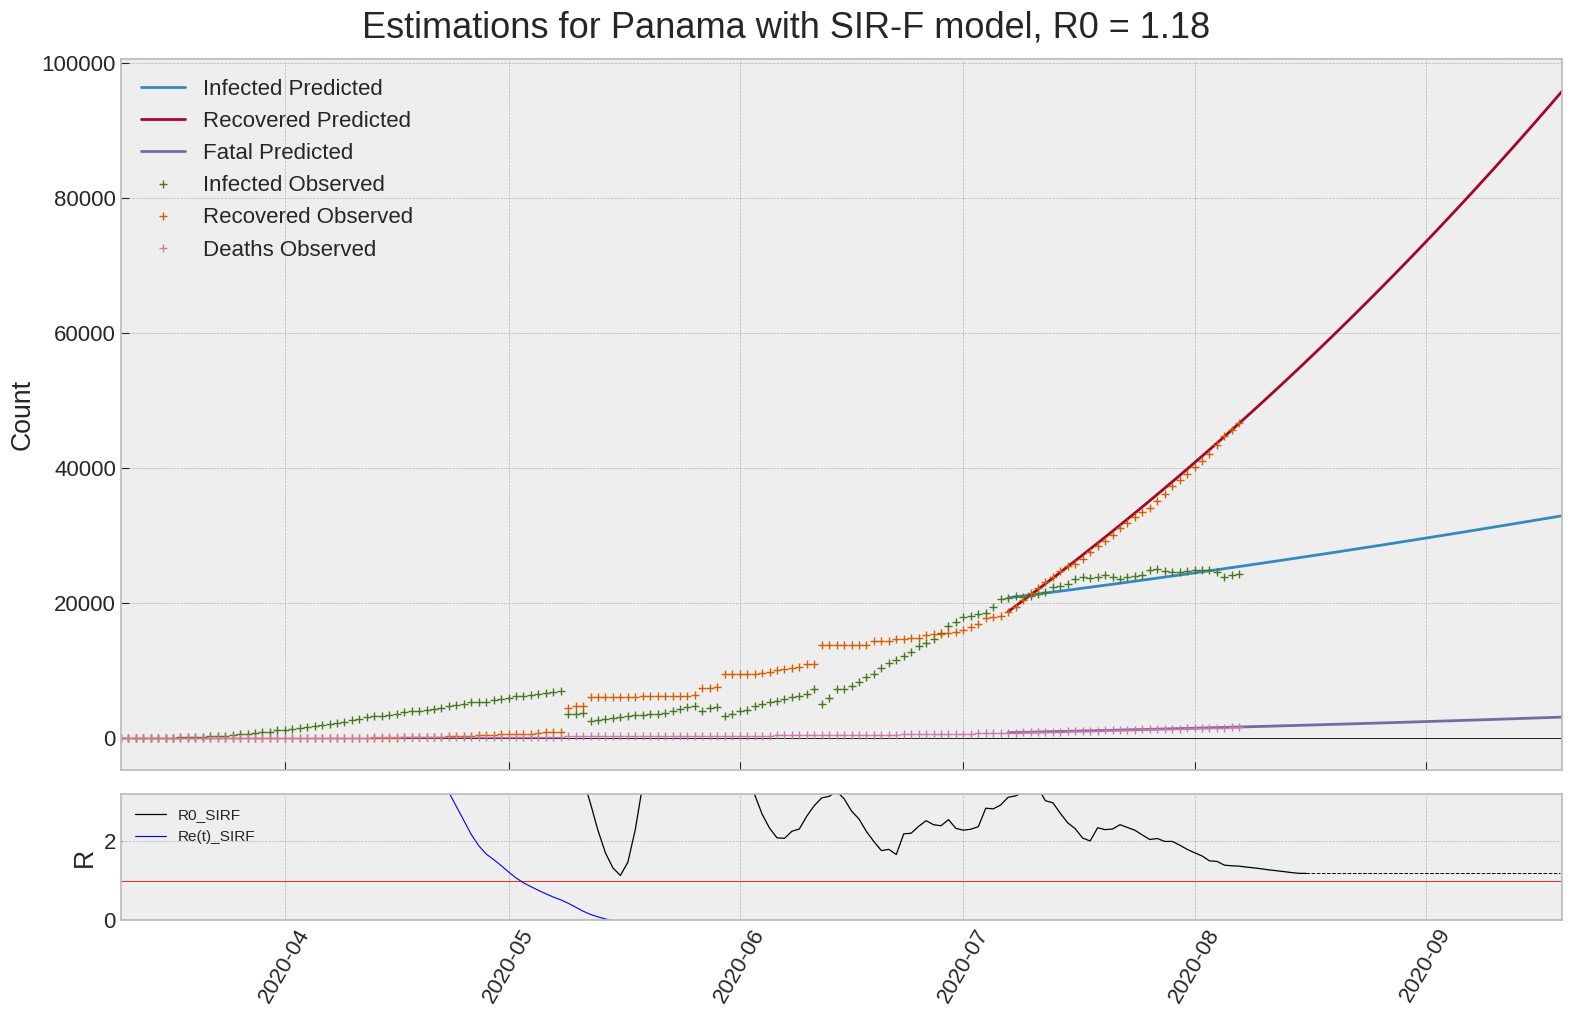 Estimations for Panama with SIR-F model, R0 = 1.18
100000
80000
60000
40000
20000
0
Count
Infected Predicted
Recovered Predicted
Fatal Predicted
Infected Observed
Recovered Observed
Deaths Observed
R0_SIRF
Re(t)_SIRF
2
0
R
2020-04
2020-05
2020-06
2020-07
2020-08
2020-09